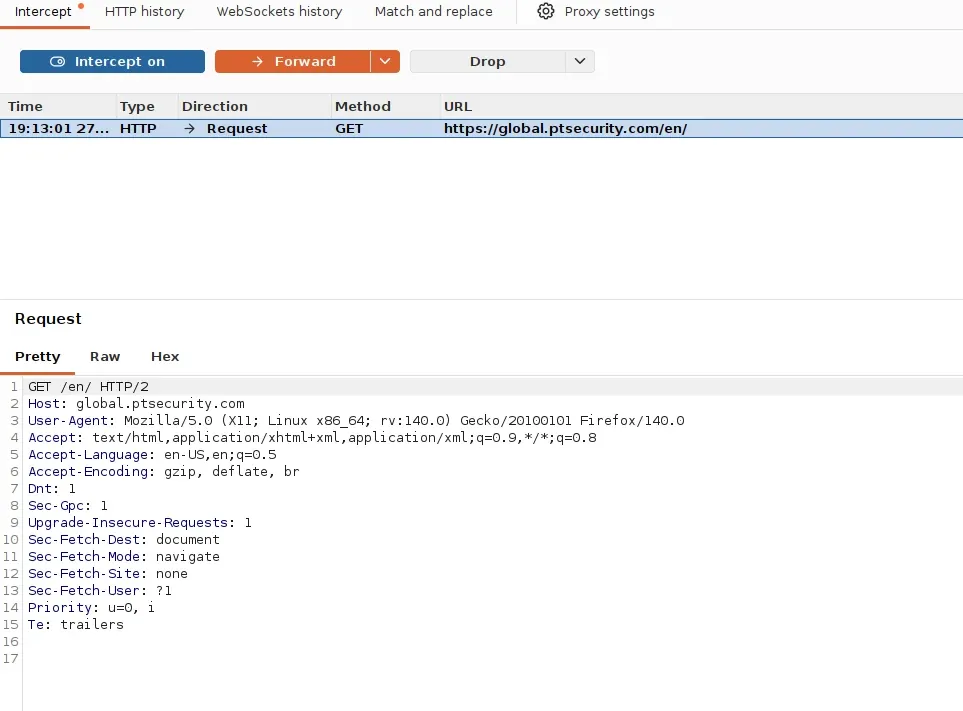 Intercept HTTP history WebSockets history Match and replace Proxy settings
Intercept on Forward Drop
Time Type Direction Method URL
19:13:01 27... HTTP → Request GET https://global.ptsecurity.com/en/
Request
Pretty Raw Hex
1 GET /en/ HTTP/2
2 Host: global.ptsecurity.com
3 User-Agent: Mozilla/5.0 (X11; Linux x86_64; rv:140.0) Gecko/20100101 Firefox/140.0
4 Accept: text/html,application/xhtml+xml,application/xml;q=0.9,*/*;q=0.8
5 Accept-Language: en-US,en;q=0.5
6 Accept-Encoding: gzip, deflate, br
7 Dnt: 1
8 Sec-Gpc: 1
9 Upgrade-Insecure-Requests: 1
10 Sec-Fetch-Dest: document
11 Sec-Fetch-Mode: navigate
12 Sec-Fetch-Site: none
13 Sec-Fetch-User: ?1
14 Priority: u=0, i
15 Te: trailers
16
17